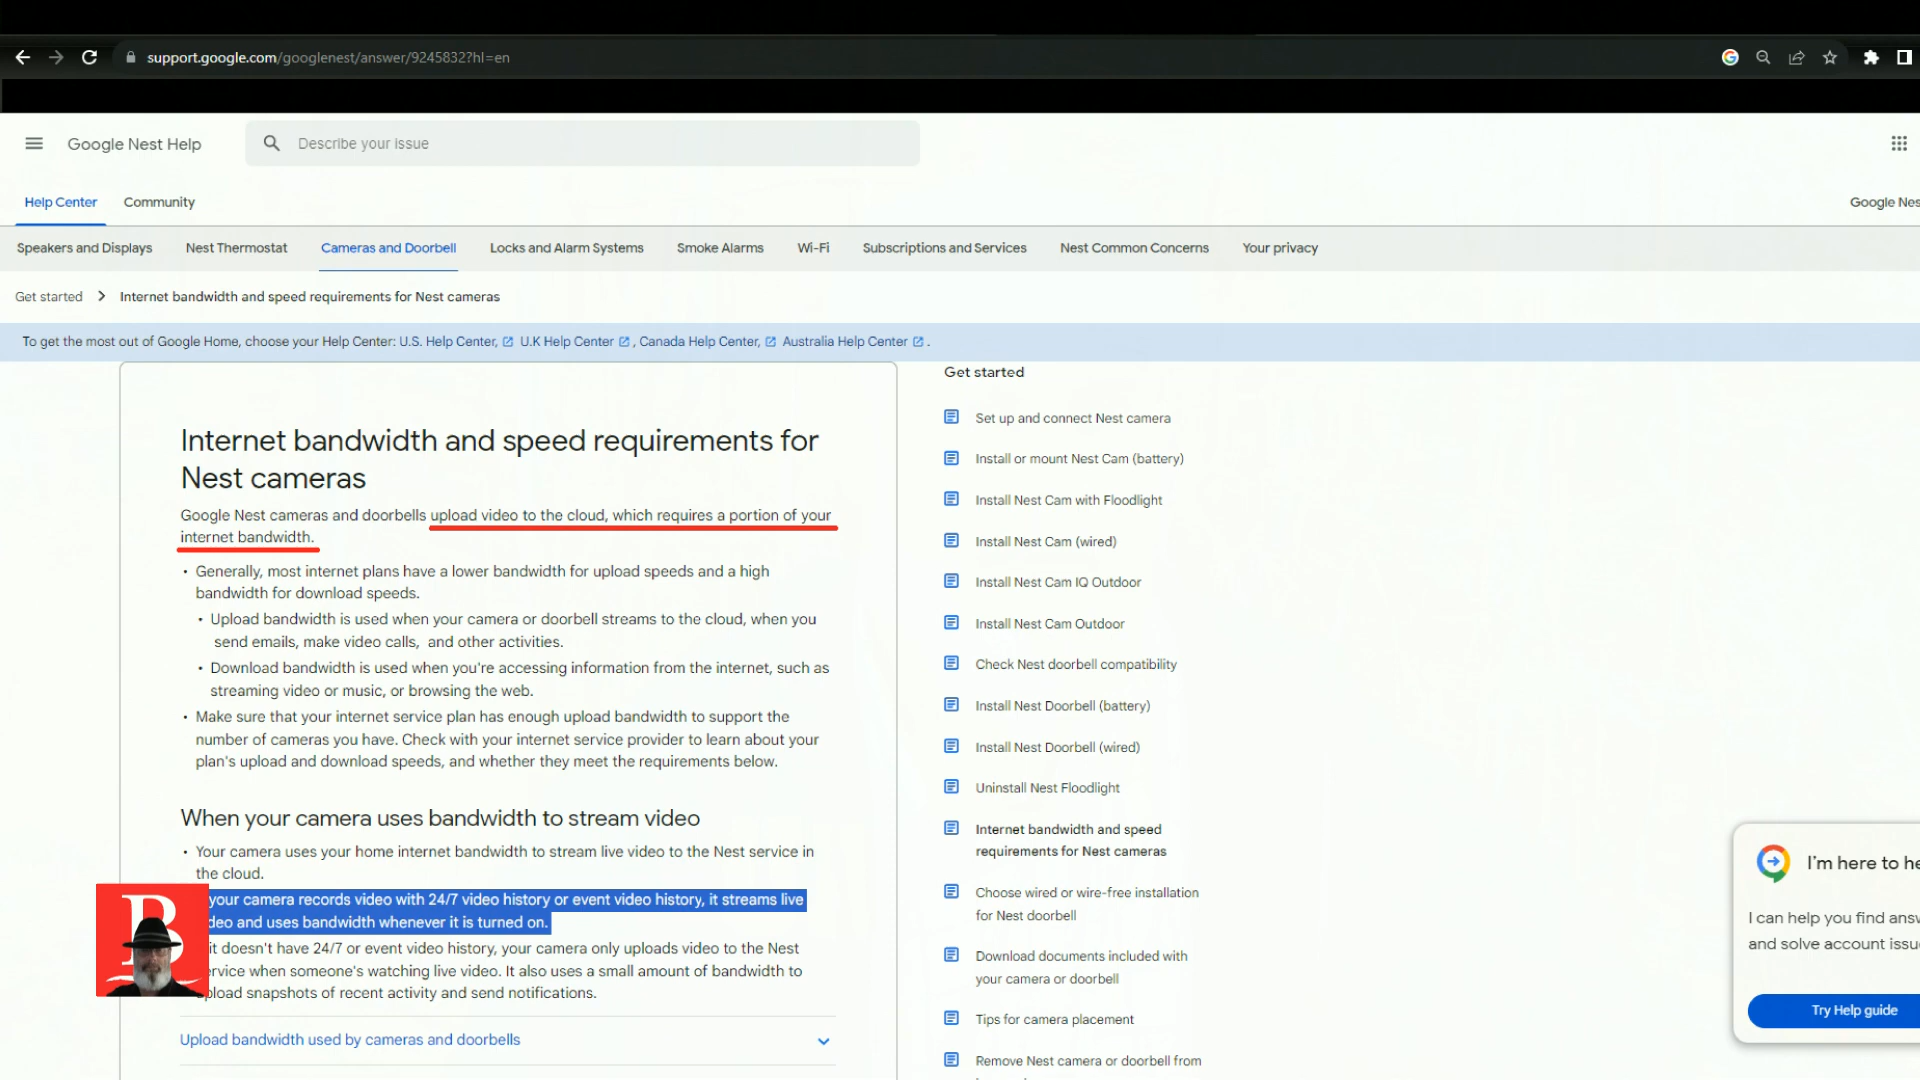 support.google.com/googlenest/answer/9245832?hl=en
Google Nest Help
Describe your issue
Help Center
Community
Google Nes
Speakers and Displays
Nest Thermostat
Cameras and Doorbell
Locks and Alarm Systems
Smoke Alarms
Wi-Fi
Subscriptions and Services
Nest Common Concerns
Your privacy
Get started
Internet bandwidth and speed requirements for Nest cameras
To get the most out of Google Home, choose your Help Center: U.S. Help Center, U.K Help Center , Canada Help Center, Australia Help Center .
Internet bandwidth and speed requirements for
Nest cameras
Google Nest cameras and doorbells upload video to the cloud, which requires a portion of your
internet bandwidth.
• Generally, most internet plans have a lower bandwidth for upload speeds and a high
bandwidth for download speeds.
• Upload bandwidth is used when your camera or doorbell streams to the cloud, when you
send emails, make video calls, and other activities.
• Download bandwidth is used when you're accessing information from the internet, such as
streaming video or music, or browsing the web.
• Make sure that your internet service plan has enough upload bandwidth to support the
number of cameras you have. Check with your internet service provider to learn about your
plan's upload and download speeds, and whether they meet the requirements below.
When your camera uses bandwidth to stream video
• Your camera uses your home internet bandwidth to stream live video to the Nest service in
the cloud.
your camera records video with 24/7 video history or event video history, it streams live
deo and uses bandwidth whenever it is turned on.
it doesn't have 24/7 or event video history, your camera only uploads video to the Nest
ervice when someone's watching live video. It also uses a small amount of bandwidth to
pload snapshots of recent activity and send notifications.
B
Upload bandwidth used by cameras and doorbells
Get started
Set up and connect Nest camera
Install or mount Nest Cam (battery)
Install Nest Cam with Floodlight
Install Nest Cam (wired)
Install Nest Cam IQ Outdoor
Install Nest Cam Outdoor
Check Nest doorbell compatibility
Install Nest Doorbell (battery)
Install Nest Doorbell (wired)
Uninstall Nest Floodlight
Internet bandwidth and speed
requirements for Nest cameras
Choose wired or wire-free installation
for Nest doorbell
Download documents included with
your camera or doorbell
Tips for camera placement
Remove Nest camera or doorbell from
I'm here to he
I can help you find answ
and solve account issu
Try Help guide